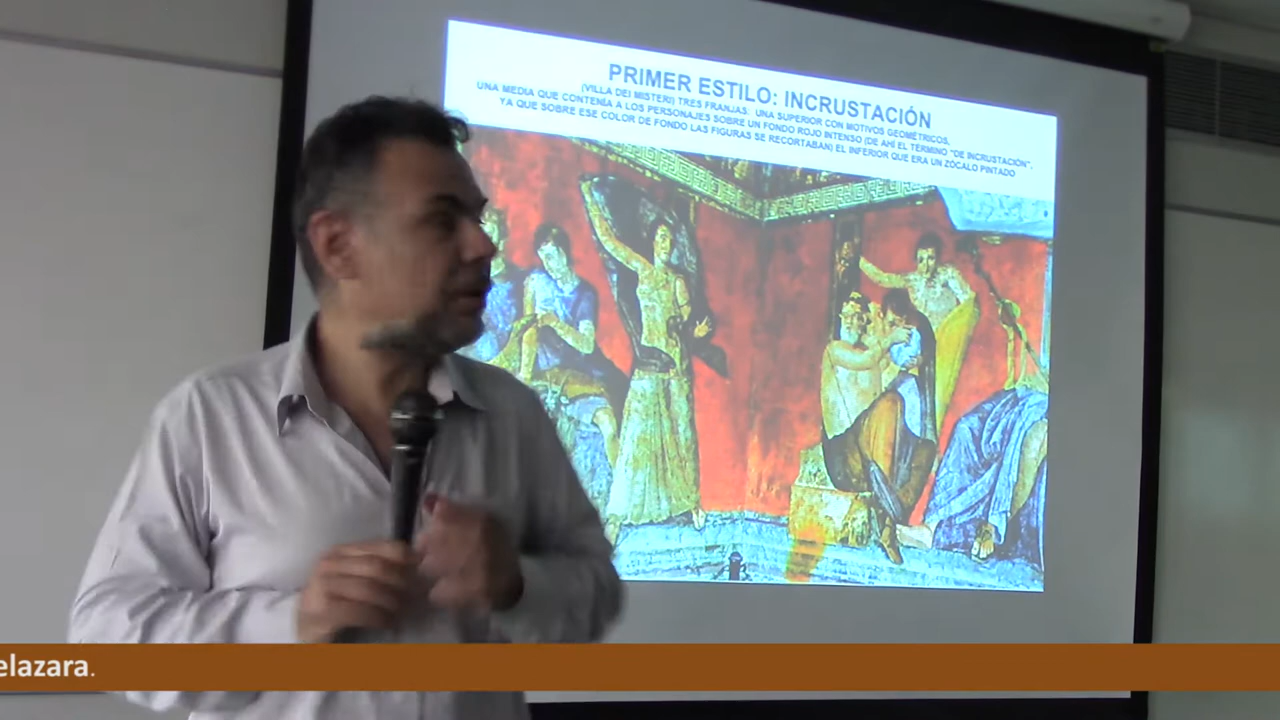 PRIMER ESTILO: INCRUSTACIÓN
(VILLA DEI MISTERI) TRES FRANJAS: UNA SUPERIOR CON MOTIVOS GEOMÉTRICOS,
UNA MEDIA QUE CONTENÍA A LOS PERSONAJES SOBRE UN FONDO ROJO INTENSO (DE AHÍ EL TÉRMINO "DE INCRUSTACIÓN",
YA QUE SOBRE ESE COLOR DE FONDO LAS FIGURAS SE RECORTABAN) EL INFERIOR QUE ERA UN ZÓCALO PINTADO
elazara.